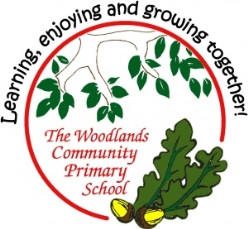 Learning, enjoying and growing together!
The Woodlands
Community
Primary
School